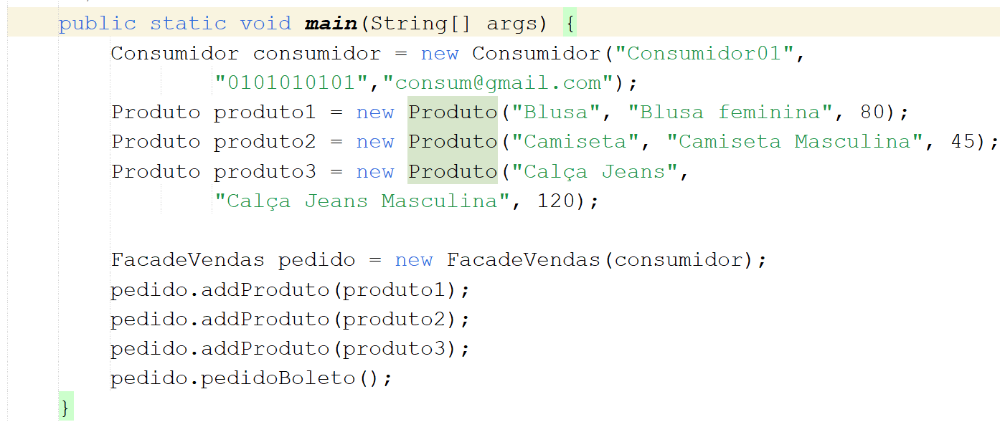 public static void main(String[] args) {
Consumidor consumidor = new Consumidor("Consumidor01",
"0101010101","consum@gmail.com");
Produto produto1 = new Produto("Blusa", "Blusa feminina", 80);
Produto produto2 = new Produto("Camiseta", "Camiseta Masculina", 45);
Produto produto3 = new Produto("Calça Jeans",
"Calça Jeans Masculina", 120);
FacadeVendas pedido = new FacadeVendas(consumidor);
pedido.addProduto(produto1);
pedido.addProduto(produto2);
pedido.addProduto(produto3);
pedido.pedidoBoleto();
}